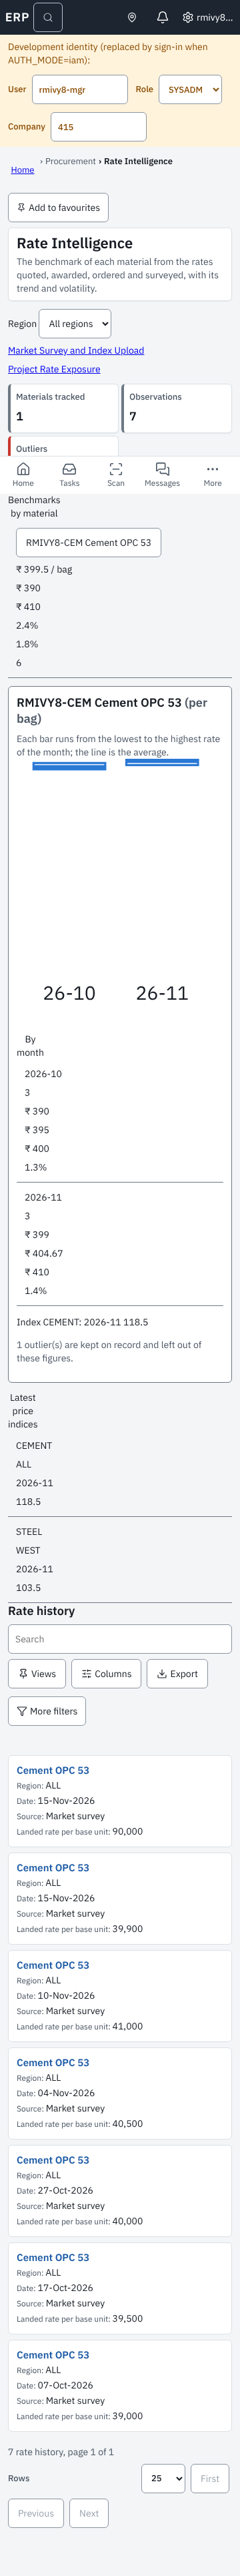 ERP
rmivy8...
Development identity (replaced by sign-in when
AUTH_MODE=iam):
User rmivy8-mgr Role SYSADM
Company 415
Home › Procurement › Rate Intelligence
Add to favourites
Rate Intelligence
The benchmark of each material from the rates
quoted, awarded, ordered and surveyed, with its
trend and volatility.
Region All regions
Market Survey and Index Upload
Project Rate Exposure
Materials tracked
1
Observations
7
Outliers
Home Tasks Scan Messages More
Benchmarks
by material
RMIVY8-CEM Cement OPC 53
₹ 399.5 / bag
₹ 390
₹ 410
2.4%
1.8%
6
RMIVY8-CEM Cement OPC 53 (per
bag)
Each bar runs from the lowest to the highest rate
of the month; the line is the average.
26-10 26-11
By
month
2026-10
3
₹ 390
₹ 395
₹ 400
1.3%
2026-11
3
₹ 399
₹ 404.67
₹ 410
1.4%
Index CEMENT: 2026-11 118.5
1 outlier(s) are kept on record and left out of
these figures.
Latest
price
indices
CEMENT
ALL
2026-11
118.5
STEEL
WEST
2026-11
103.5
Rate history
Search
Views Columns Export
More filters
Cement OPC 53
Region: ALL
Date: 15-Nov-2026
Source: Market survey
Landed rate per base unit: 90,000
Cement OPC 53
Region: ALL
Date: 15-Nov-2026
Source: Market survey
Landed rate per base unit: 39,900
Cement OPC 53
Region: ALL
Date: 10-Nov-2026
Source: Market survey
Landed rate per base unit: 41,000
Cement OPC 53
Region: ALL
Date: 04-Nov-2026
Source: Market survey
Landed rate per base unit: 40,500
Cement OPC 53
Region: ALL
Date: 27-Oct-2026
Source: Market survey
Landed rate per base unit: 40,000
Cement OPC 53
Region: ALL
Date: 17-Oct-2026
Source: Market survey
Landed rate per base unit: 39,500
Cement OPC 53
Region: ALL
Date: 07-Oct-2026
Source: Market survey
Landed rate per base unit: 39,000
7 rate history, page 1 of 1
Rows 25 First
Previous Next